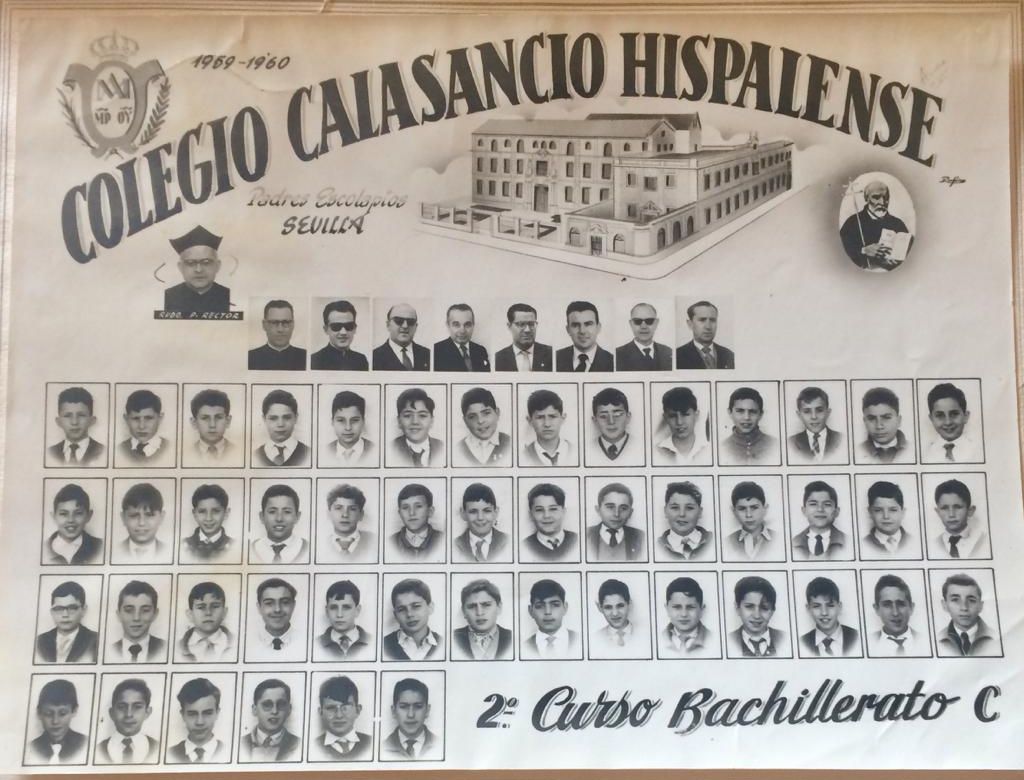 1959-1960
COLEGIO CALASANCIO HISPALENSE
Padres Escolapios
SEVILLA
RVDO. P. RECTOR
2º Curso Bachillerato C